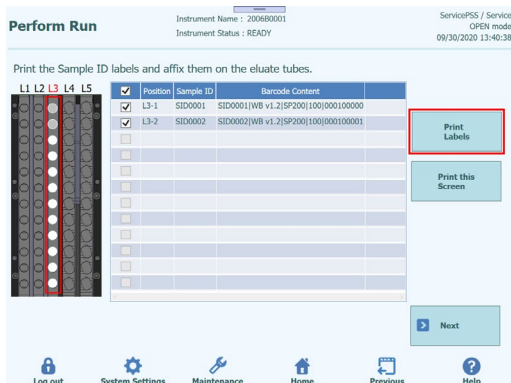 Perform Run
Instrument Name : 2006B0001
Instrument Status : READY
ServicePSS / Service
OPEN mode
09/30/2020 13:40:38
Print the Sample ID labels and affix them on the eluate tubes.
L1 L2 L3 L4 L5
Position Sample ID Barcode Content
L3-1 SID0001 SID0001|WB v1.2|SP200|100|000100000
L3-2 SID0002 SID0002|WB v1.2|SP200|100|000100001
Print
Labels
Print this
Screen
Next
Log out System Settings Maintenance Home Previous Help